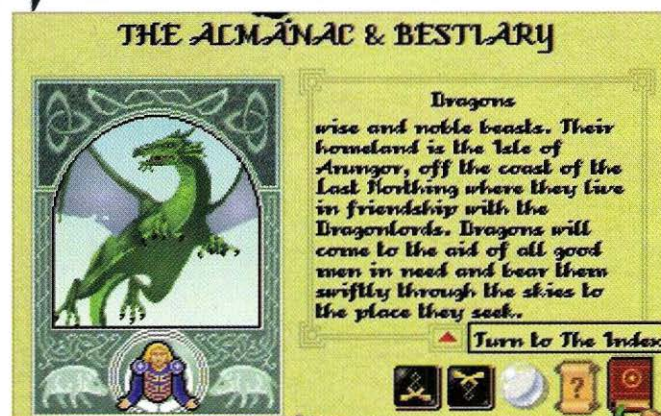 THE ALMANAC & BESTIARY
Dragons
wise and noble beasts. Their
homeland is the Isle of
Arungor, off the coast of the
Last Northing where they live
in friendship with the
Dragonlords. Dragons will
come to the aid of all good
men in need and bear them
swiftly through the skies to
the place they seek.
Turn to The Index
?